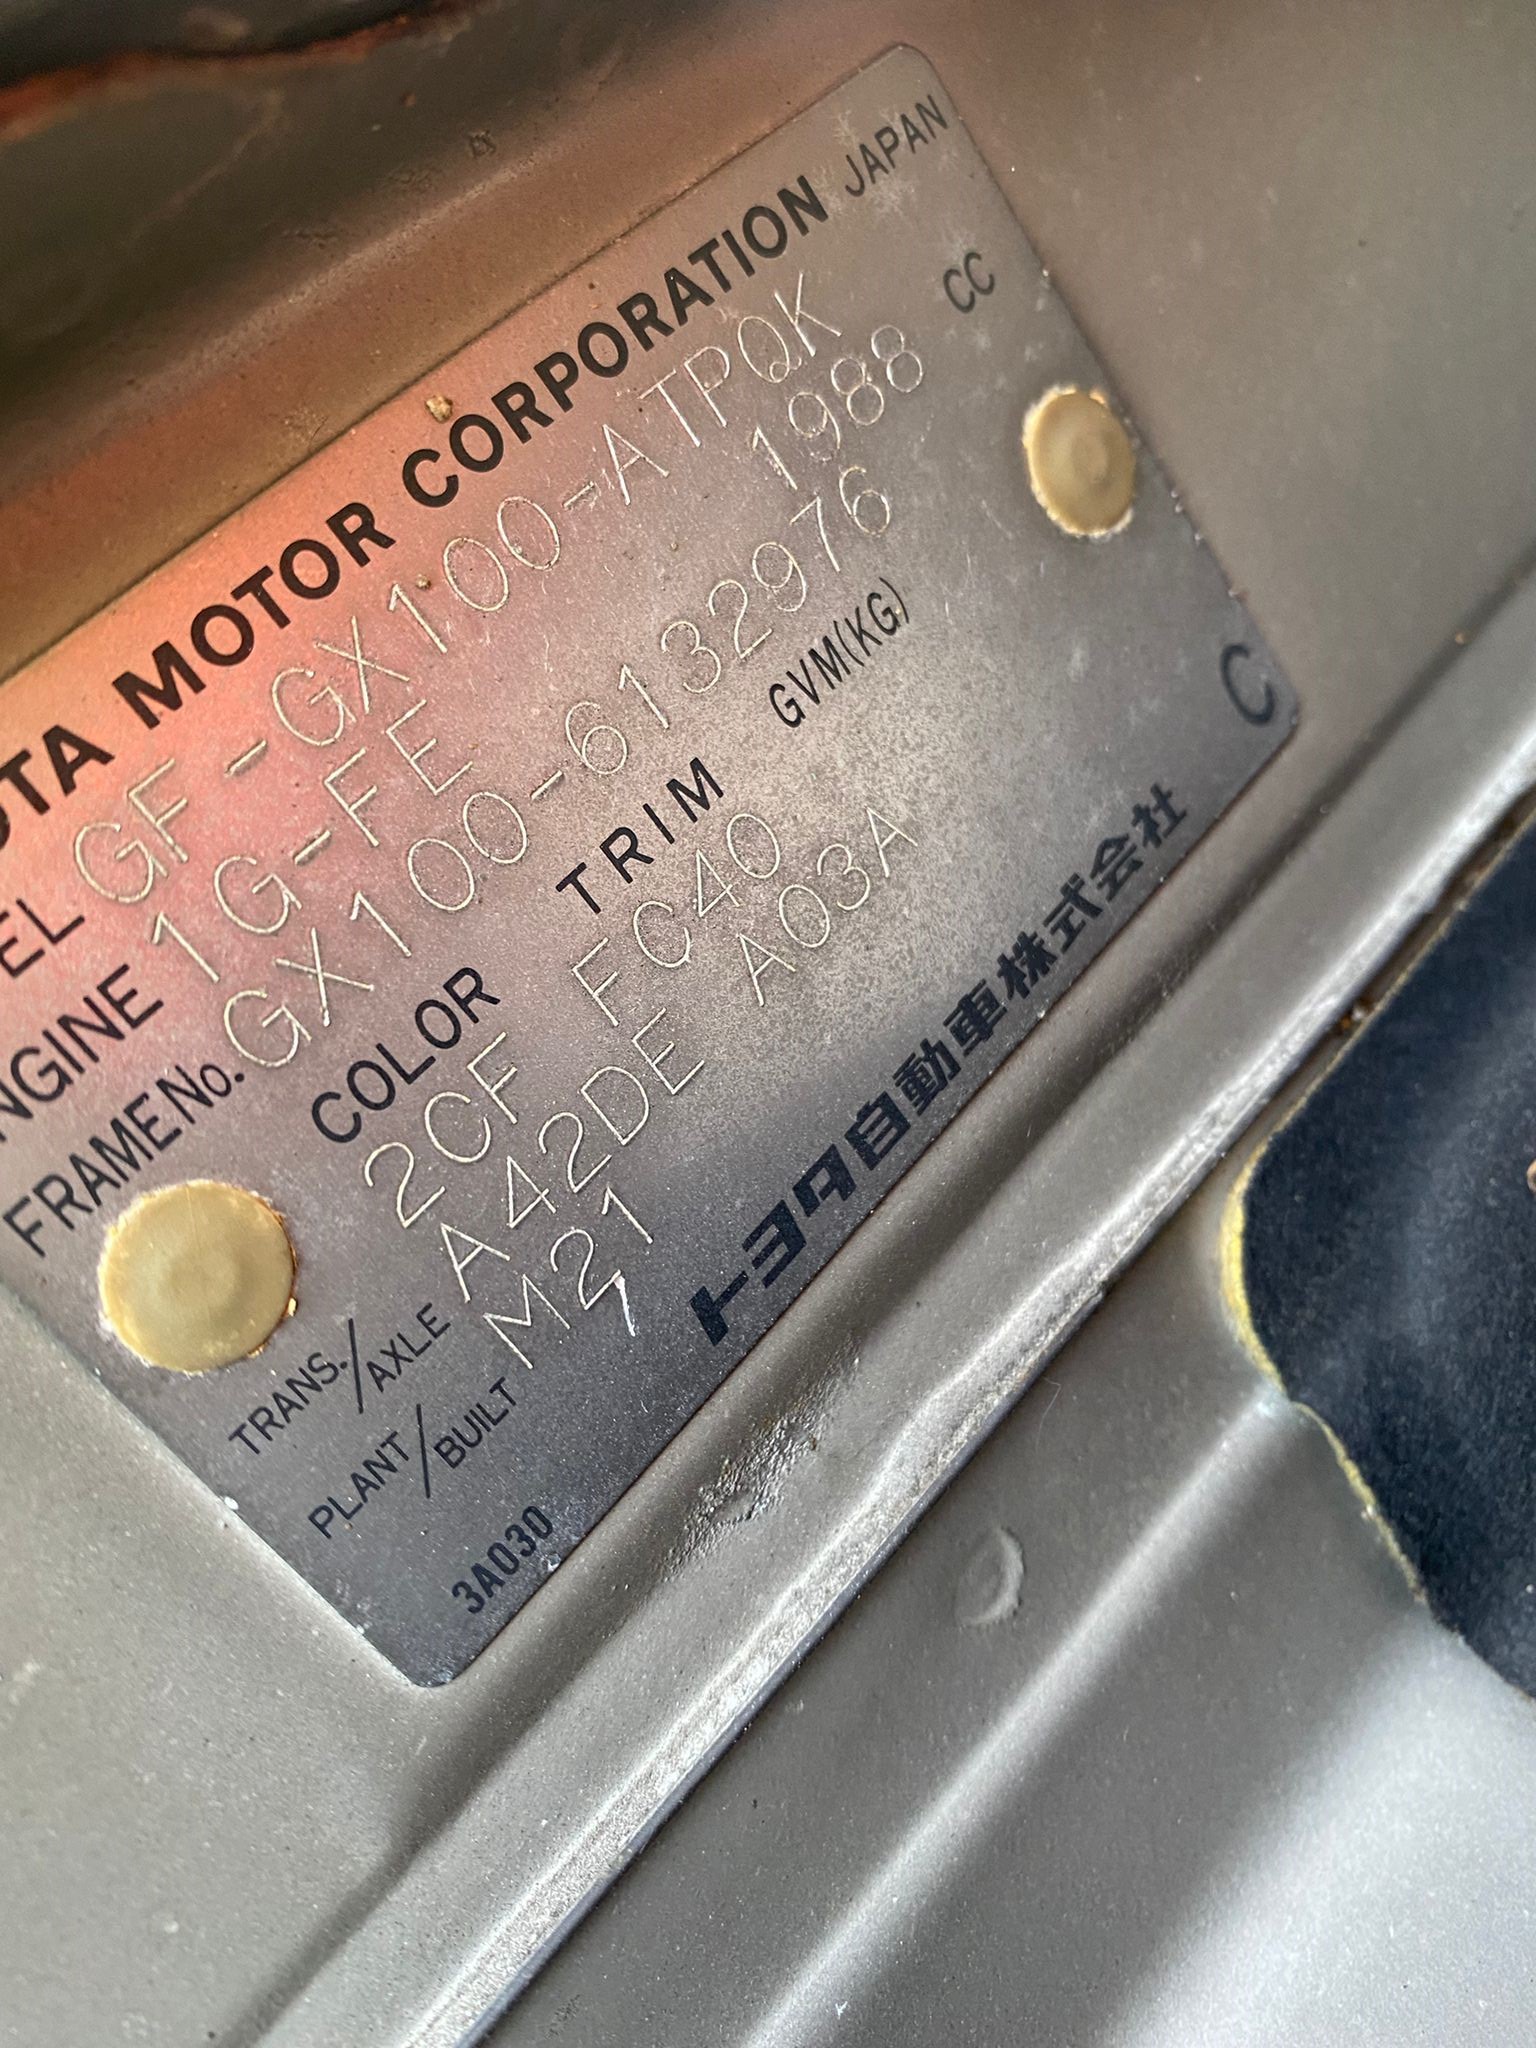 OTA MOTOR CORPORATION JAPAN
EL GF-GX100-ATPQK
NGINE 1G-FE 1988 CC
FRAME No. GX100-6132976
COLOR TRIM GVM(KG)
2CF FC40
TRANS./AXLE A42DE A03A
PLANT/BUILT M21
C
3A030 トヨタ自動車株式会社